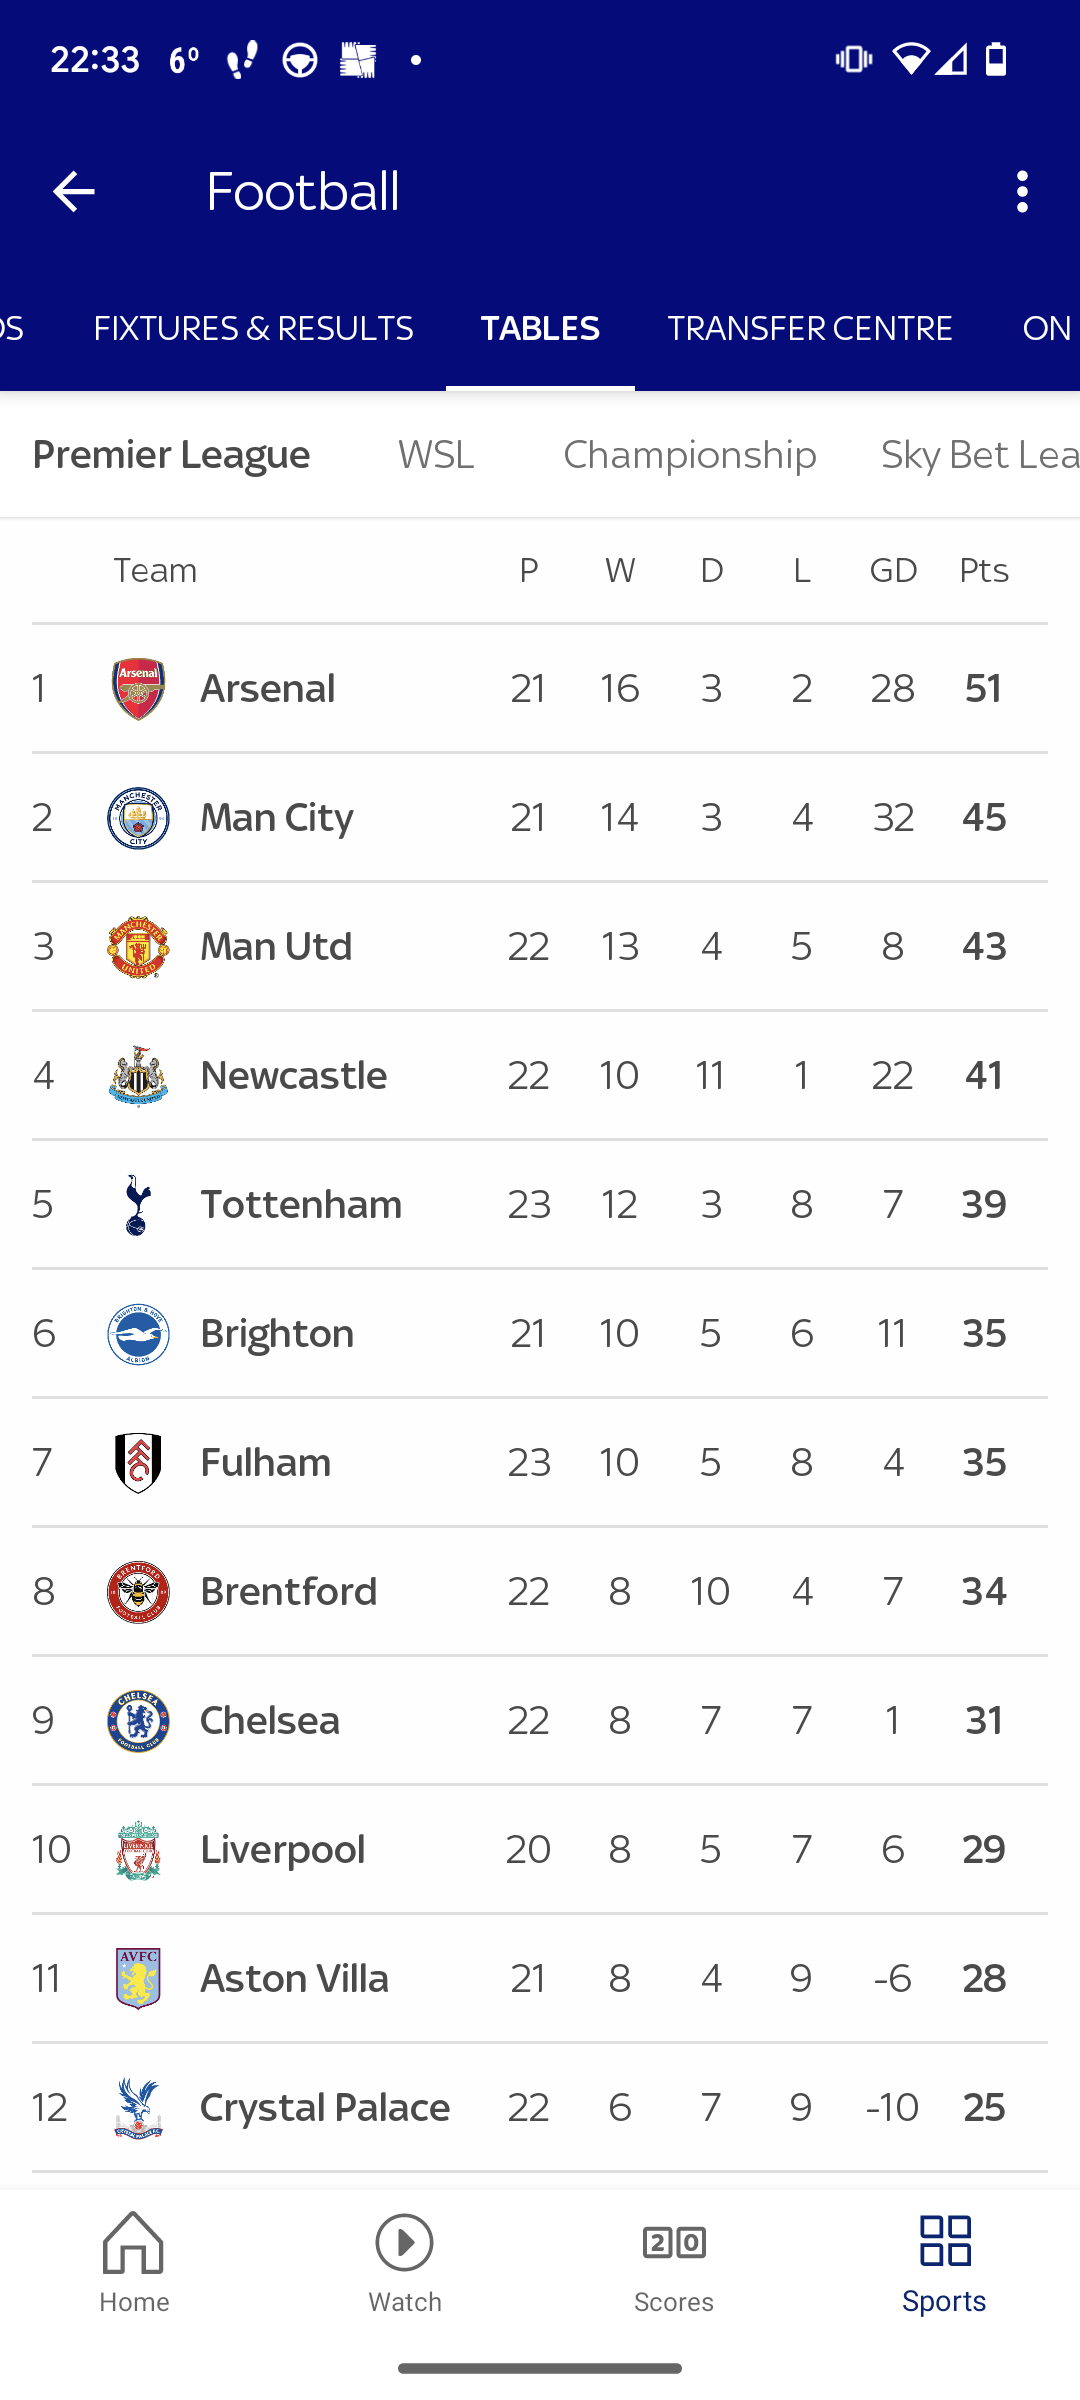 22:33 6°
Football
OS FIXTURES & RESULTS TABLES TRANSFER CENTRE ON
Premier League WSL Championship Sky Bet Lea
Team P W D L GD Pts
1 Arsenal 21 16 3 2 28 51
2 Man City 21 14 3 4 32 45
3 Man Utd 22 13 4 5 8 43
4 Newcastle 22 10 11 1 22 41
5 Tottenham 23 12 3 8 7 39
6 Brighton 21 10 5 6 11 35
7 Fulham 23 10 5 8 4 35
8 Brentford 22 8 10 4 7 34
9 Chelsea 22 8 7 7 1 31
10 Liverpool 20 8 5 7 6 29
11 Aston Villa 21 8 4 9 -6 28
12 Crystal Palace 22 6 7 9 -10 25
2 0
Home Watch Scores Sports